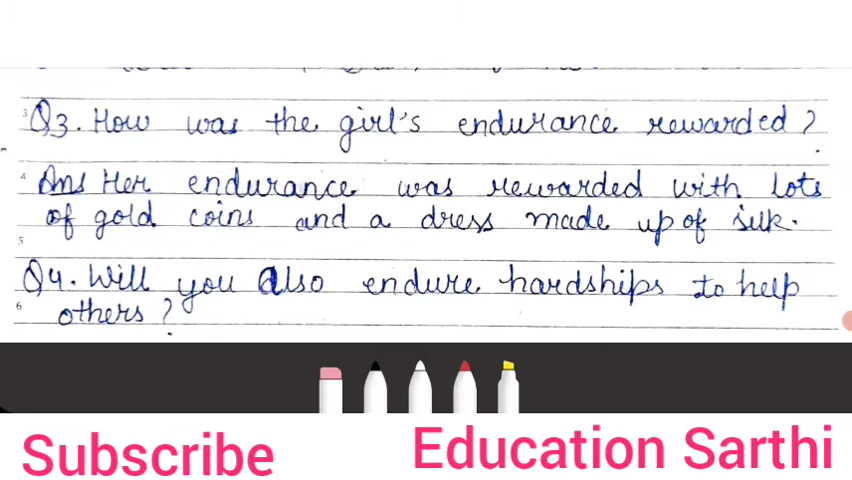 Q3. How was the girl's endurance rewarded?
Ans Her endurance was rewarded with lots
of gold coins and a dress made up of silk.
Q4. Will you also endure hardships to help
others?
Subscribe Education Sarthi